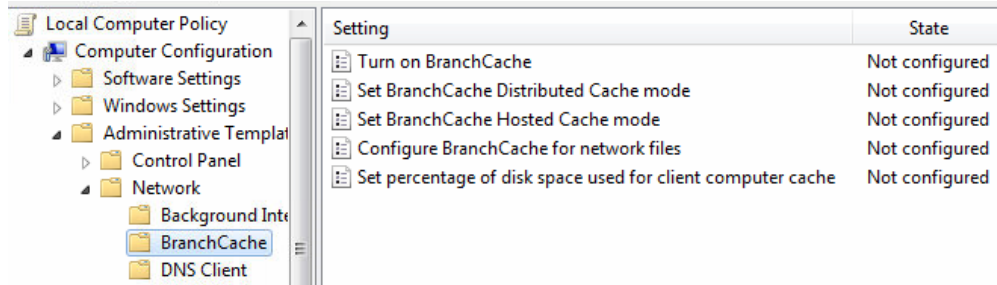 Local Computer Policy
Computer Configuration
Software Settings
Windows Settings
Administrative Templat
Control Panel
Network
Background Inte
BranchCache
DNS Client
Setting State
Turn on BranchCache Not configured
Set BranchCache Distributed Cache mode Not configured
Set BranchCache Hosted Cache mode Not configured
Configure BranchCache for network files Not configured
Set percentage of disk space used for client computer cache Not configured